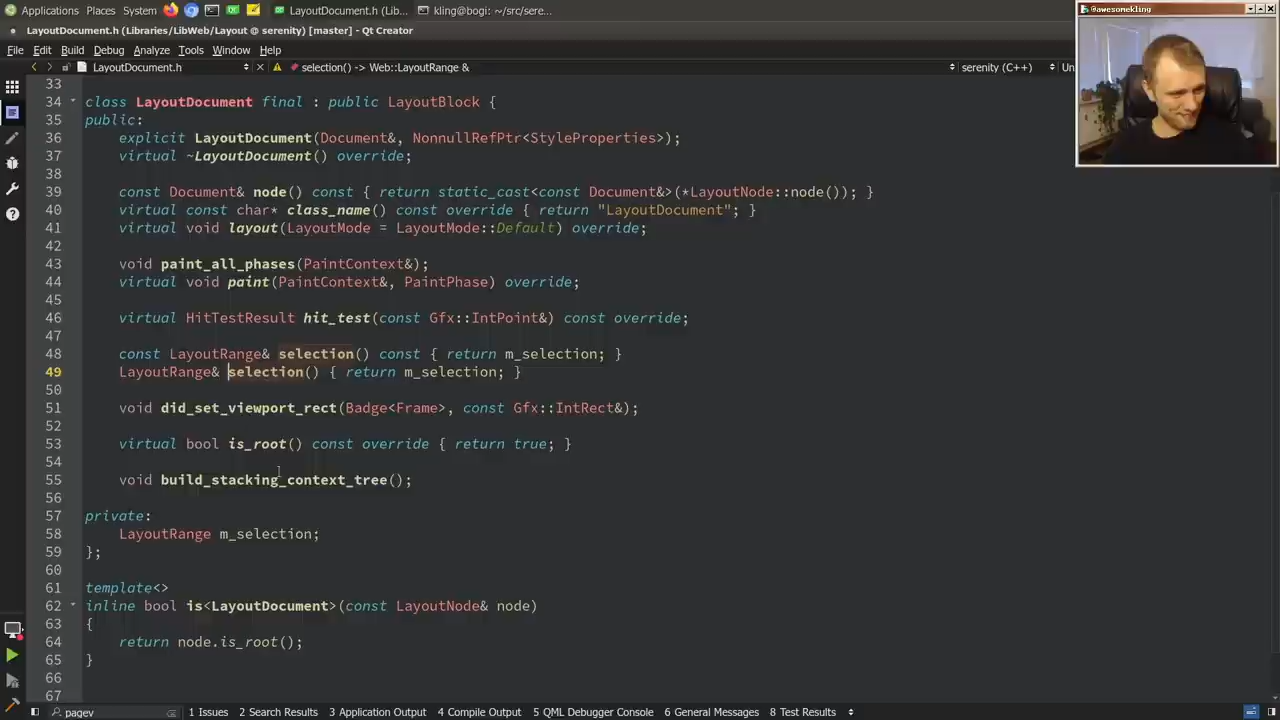 Applications Places System LayoutDocument.h (Lib... kling@bogi: ~/src/sere...
@awesomekling
LayoutDocument.h (Libraries/LibWeb/Layout @ serenity) [master] - Qt Creator
File Edit Build Debug Analyze Tools Window Help
LayoutDocument.h selection() -> Web::LayoutRange & serenity (C++) Un
33
34 class LayoutDocument final : public LayoutBlock {
35 public:
36 explicit LayoutDocument(Document&, NonnullRefPtr<StyleProperties>);
37 virtual ~LayoutDocument() override;
38
39 const Document& node() const { return static_cast<const Document&>(*LayoutNode::node()); }
40 virtual const char* class_name() const override { return "LayoutDocument"; }
41 virtual void layout(LayoutMode = LayoutMode::Default) override;
42
43 void paint_all_phases(PaintContext&);
44 virtual void paint(PaintContext&, PaintPhase) override;
45
46 virtual HitTestResult hit_test(const Gfx::IntPoint&) const override;
47
48 const LayoutRange& selection() const { return m_selection; }
49 LayoutRange& selection() { return m_selection; }
50
51 void did_set_viewport_rect(Badge<Frame>, const Gfx::IntRect&);
52
53 virtual bool is_root() const override { return true; }
54
55 void build_stacking_context_tree();
56
57 private:
58 LayoutRange m_selection;
59 };
60
61 template<>
62 inline bool is<LayoutDocument>(const LayoutNode& node)
63 {
64 return node.is_root();
65 }
66
67
pagev 1 Issues 2 Search Results 3 Application Output 4 Compile Output 5 QML Debugger Console 6 General Messages 8 Test Results